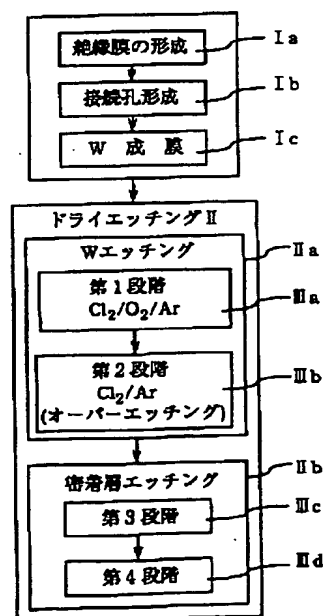 絶縁膜の形成
Ⅰa
接続孔形成
Ⅰb
W 成 膜
Ⅰc
ドライエッチングⅡ
Wエッチング
Ⅱa
第1段階
Cl₂/O₂/Ar
Ⅲa
第2段階
Cl₂/Ar
(オーバーエッチング)
Ⅲb
密着層エッチング
Ⅱb
第3段階
Ⅲc
第4段階
Ⅲd